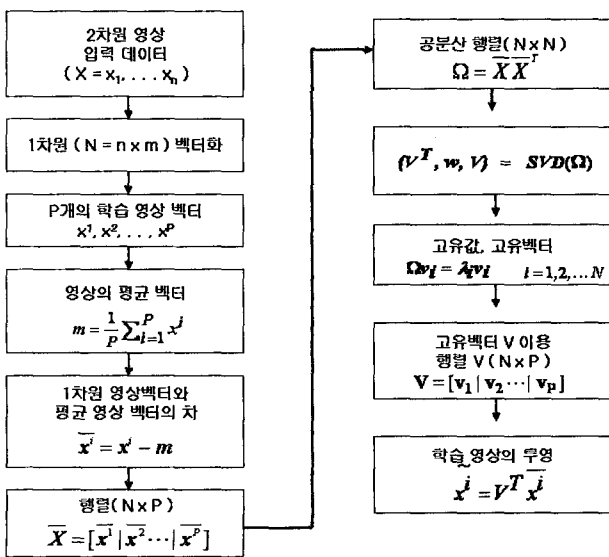 2차원 영상
입력 데이터
( X = x₁, . . . xₙ )
1차원 ( N = n x m ) 벡터화
P개의 학습 영상 벡터
x¹, x², . . , xᴾ
영상의 평균 벡터
m = 1/P ∑ᴾᵢ₌₁ xⁱ
1차원 영상벡터와
평균 영상 벡터의 차
x̅ⁱ = xⁱ − m
행렬( N x P )
X̅ = [ x̅¹ | x̅² ⋯ | x̅ᴾ ]
공분산 행렬 ( N x N )
Ω = X̅ X̅ᵀ
{Vᵀ, w, V} = SVD(Ω)
고유값, 고유벡터
Ωvᵢ = λᵢvᵢ i = 1,2, ...N
고유벡터 V 이용
행렬 V ( N x P )
V = [v₁ | v₂ ⋯ | vₚ]
학습 영상의 투영
x̃ⁱ = Vᵀ x̅ⁱ